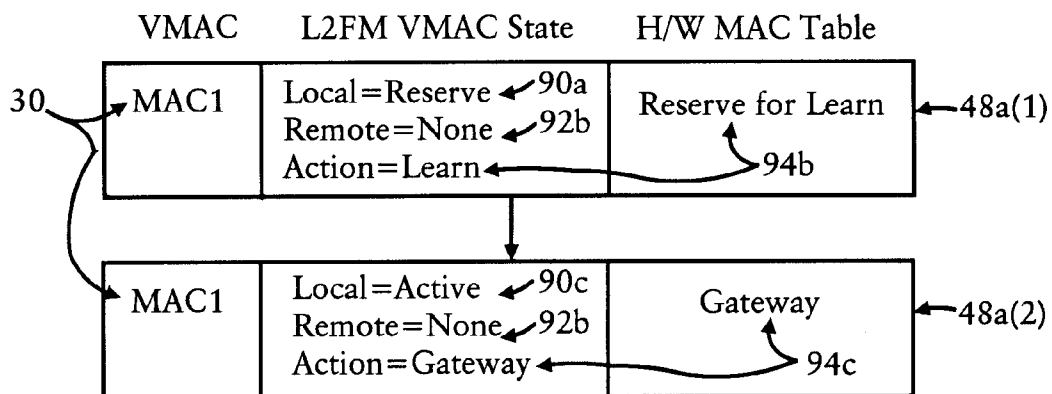 VMAC L2FM VMAC State H/W MAC Table
30 MAC1 Local=Reserve 90a Reserve for Learn 48a(1)
Remote=None 92b
Action=Learn 94b
MAC1 Local=Active 90c Gateway 48a(2)
Remote=None 92b
Action=Gateway 94c